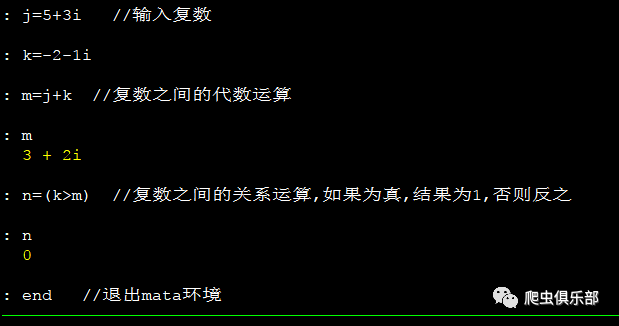 : j=5+3i   //输入复数
: k=-2-1i
: m=j+k  //复数之间的代数运算
: m
  3 + 2i
: n=(k>m)  //复数之间的关系运算,如果为真,结果为1,否则反之
: n
  0
: end   //退出mata环境
爬虫俱乐部